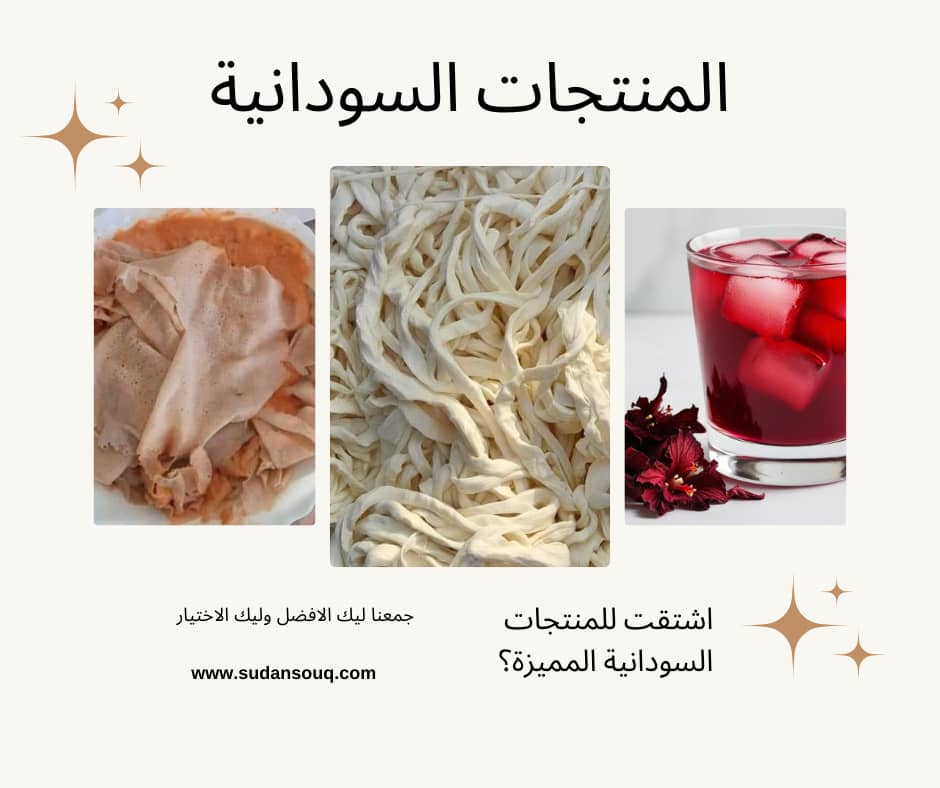 المنتجات السودانية
اشتقت للمنتجات
السودانية المميزة؟
جمعنا ليك الافضل وليك الاختيار
www.sudansouq.com